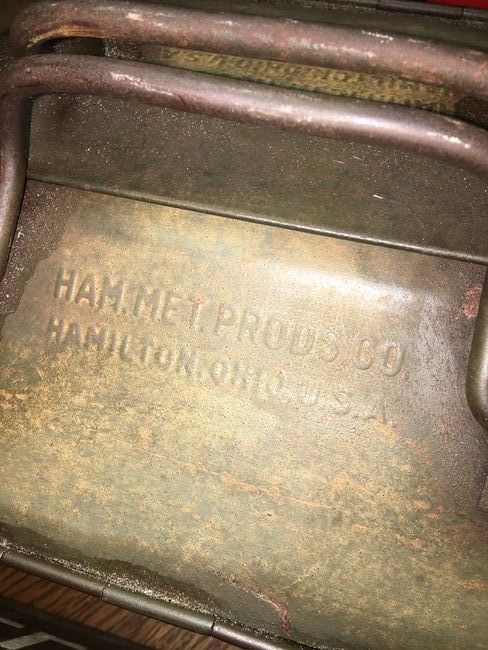 HAM. MET. PRODS CO.
HAMILTON. OHIO. U.S.A